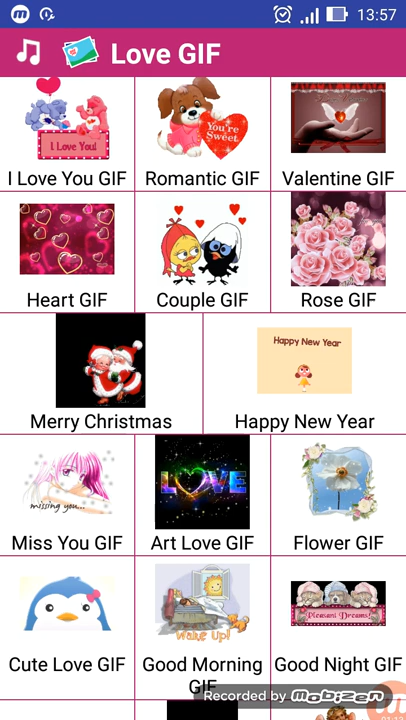 13:57
Love GIF
I Love You!
You're
Sweet
I Love You GIF
Romantic GIF
Valentine GIF
Heart GIF
Couple GIF
Rose GIF
Happy New Year
Merry Christmas
Happy New Year
missing you...
LOVE
Miss You GIF
Art Love GIF
Flower GIF
Wake Up!
Pleasant Dreams!
Cute Love GIF
Good Morning
GIF
Good Night GIF
Recorded by MOBIZEN